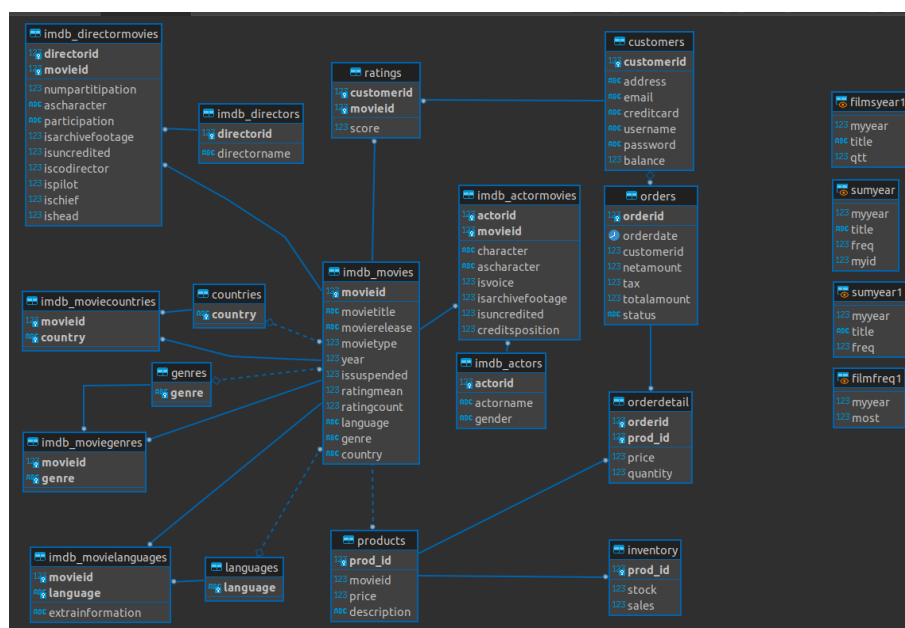 imdb_directormovies
directorid
movieid
numpartitipation
ascharacter
participation
isarchivefootage
isuncredited
iscodirector
ispilot
ischief
ishead
imdb_directors
directorid
directorname
ratings
customerid
movieid
score
customers
customerid
address
email
creditcard
username
password
balance
filmsyear1
myyear
title
qtt
imdb_actormovies
actorid
movieid
character
ascharacter
isvoice
isarchivefootage
isuncredited
creditsposition
orders
orderid
orderdate
customerid
netamount
tax
totalamount
status
sumyear
myyear
title
freq
myid
imdb_moviecountries
movieid
country
countries
country
imdb_movies
movieid
movietitle
movierelease
movietype
year
issuspended
ratingmean
ratingcount
language
genre
country
sumyear1
myyear
title
freq
genres
genre
imdb_actors
actorid
actorname
gender
filmfreq1
myyear
most
imdb_moviegenres
movieid
genre
orderdetail
orderid
prod_id
price
quantity
imdb_movielanguages
movieid
language
extrainformation
languages
language
products
prod_id
movieid
price
description
inventory
prod_id
stock
sales